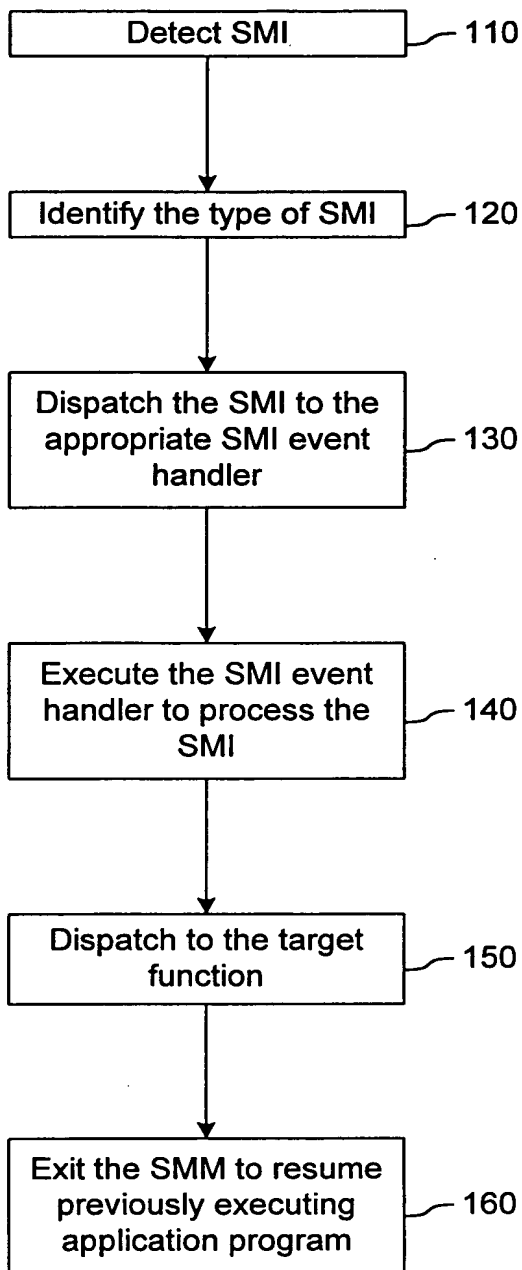 Detect SMI
110
Identify the type of SMI
120
Dispatch the SMI to the
appropriate SMI event
handler
130
Execute the SMI event
handler to process the
SMI
140
Dispatch to the target
function
150
Exit the SMM to resume
previously executing
application program
160